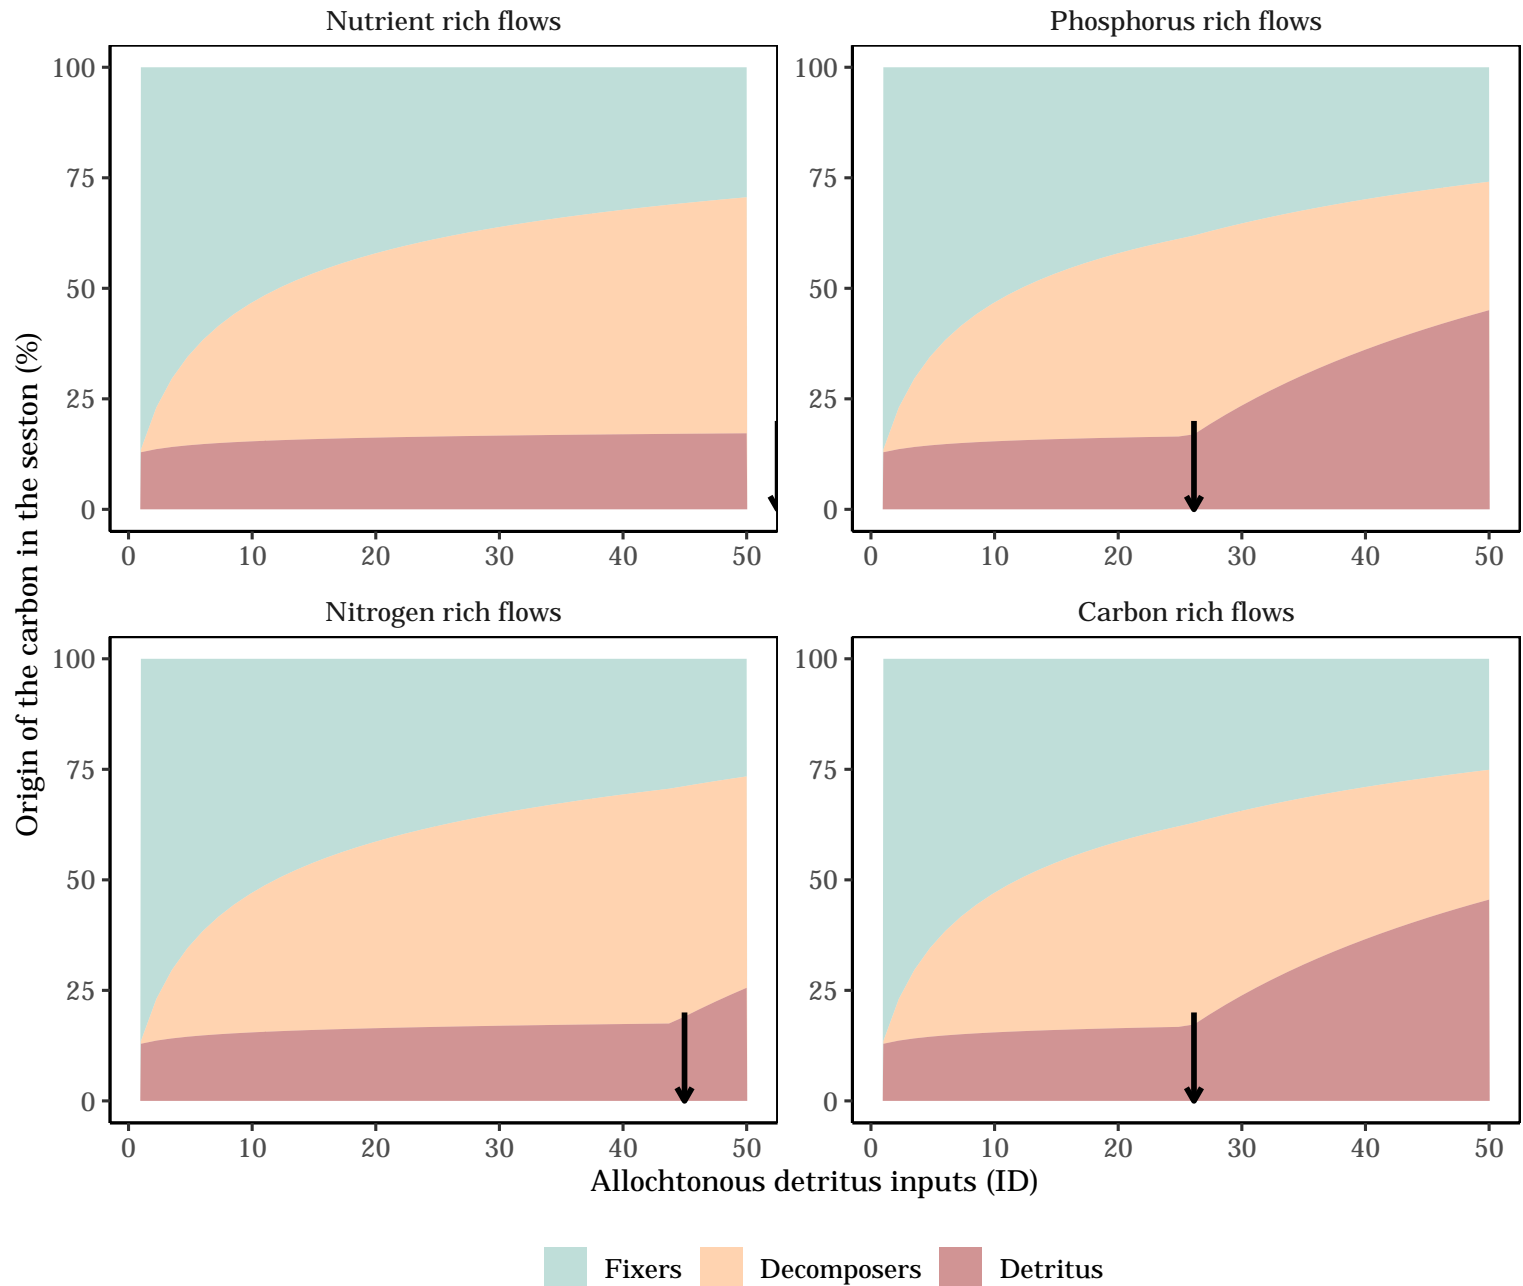 Nutrient rich flows
Phosphorus rich flows
100
75
50
25
0
0 10 20 30 40 50
100
75
50
25
0
0 10 20 30 40 50
Nitrogen rich flows
Carbon rich flows
100
75
50
25
0
0 10 20 30 40 50
100
75
50
25
0
0 10 20 30 40 50
Origin of the carbon in the seston (%)
Allochtonous detritus inputs (ID)
Fixers Decomposers Detritus